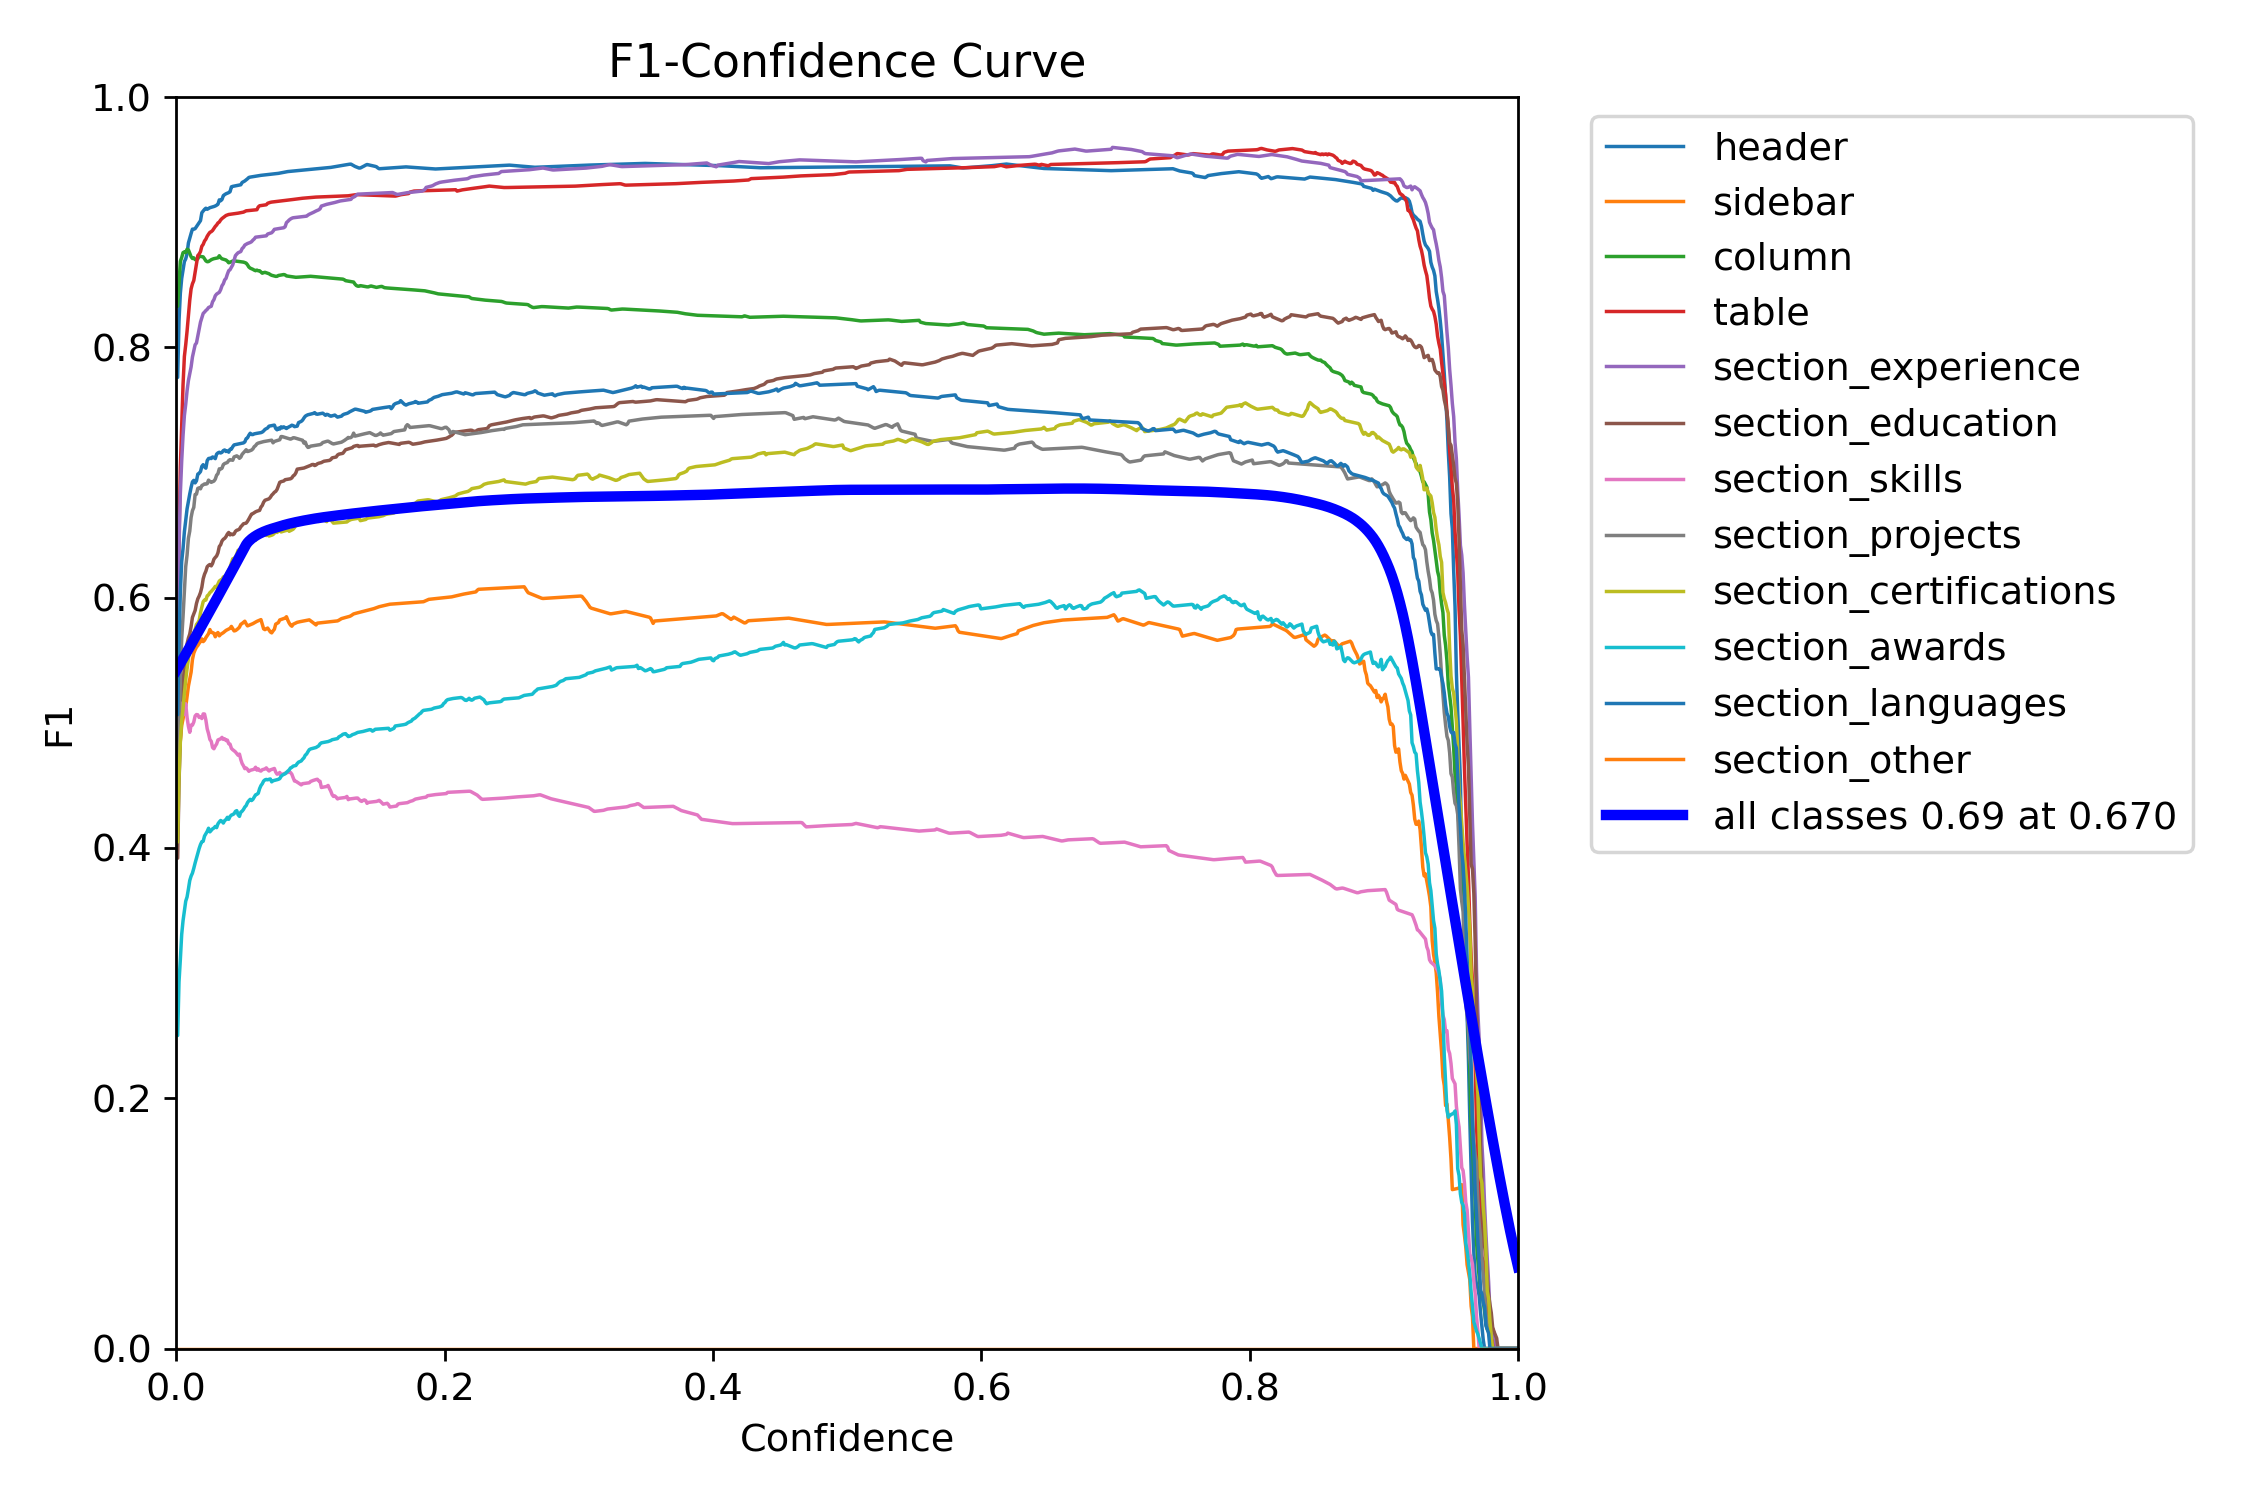 F1-Confidence Curve
1.0
0.8
0.6
0.4
0.2
0.0
F1
0.0 0.2 0.4 0.6 0.8 1.0
Confidence
header
sidebar
column
table
section_experience
section_education
section_skills
section_projects
section_certifications
section_awards
section_languages
section_other
all classes 0.69 at 0.670